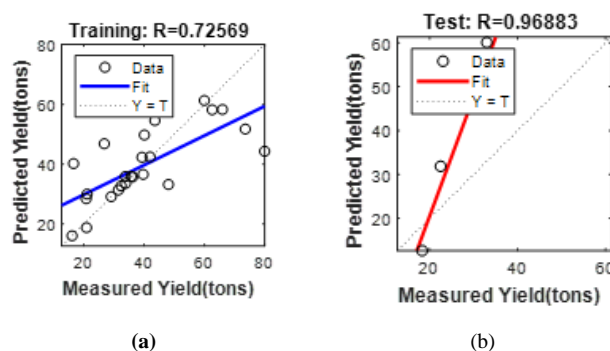 Training: R=0.72569
Predicted Yield(tons)
80
60
40
20
Data
Fit
Y = T
20 40 60 80
Measured Yield(tons)
(a)
Test: R=0.96883
Predicted Yield(tons)
60
50
40
30
20
Data
Fit
Y = T
20 40 60
Measured Yield(tons)
(b)